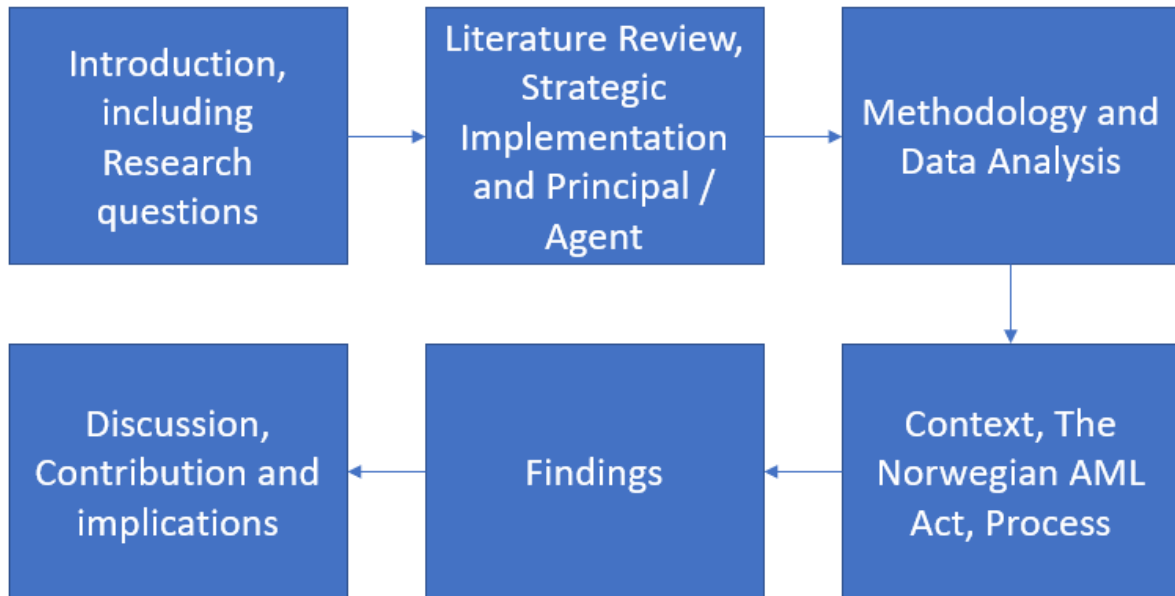 Introduction,
including
Research
questions
Literature Review,
Strategic
Implementation
and Principal /
Agent
Methodology and
Data Analysis
Context, The
Norwegian AML
Act, Process
Findings
Discussion,
Contribution and
implications